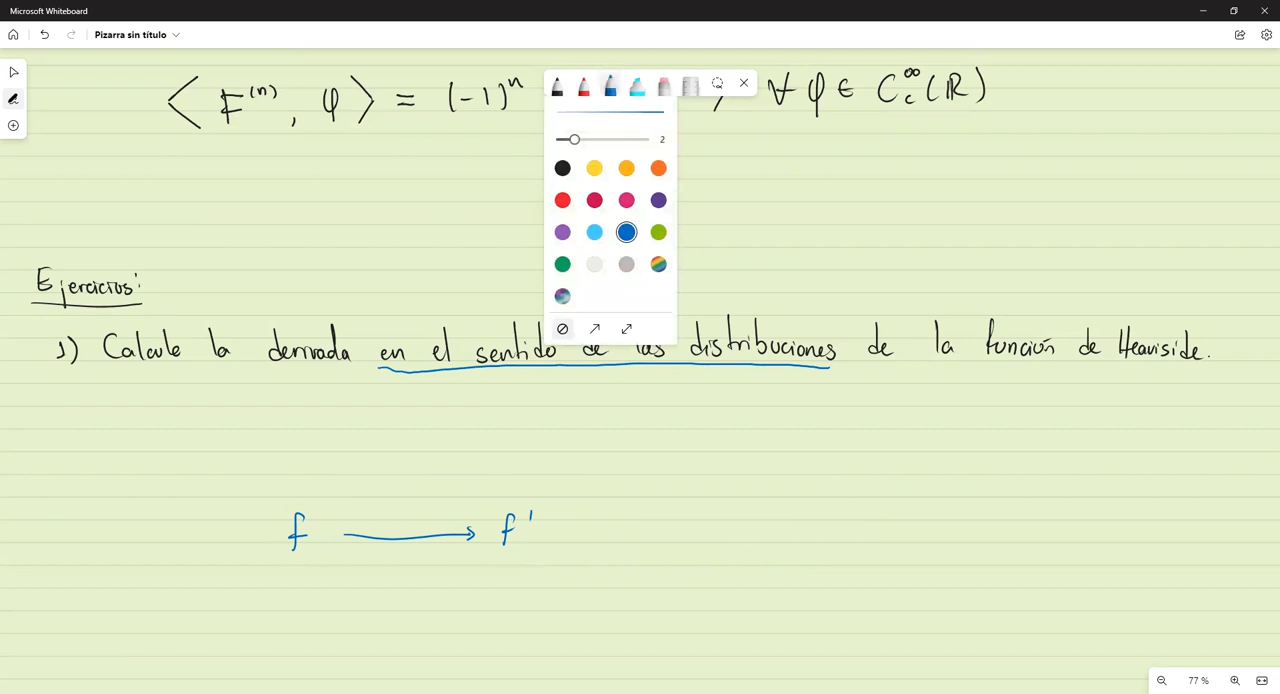 Microsoft Whiteboard
Pizarra sin título
⟨F⁽ⁿ⁾, φ⟩ = (-1)ⁿ , ∀ φ ∈ C_c^∞(ℝ)
2
Ejercicios:
1) Calcule la derivada en el sentido de las distribuciones de la función de Heaviside.
f → f'
77 %